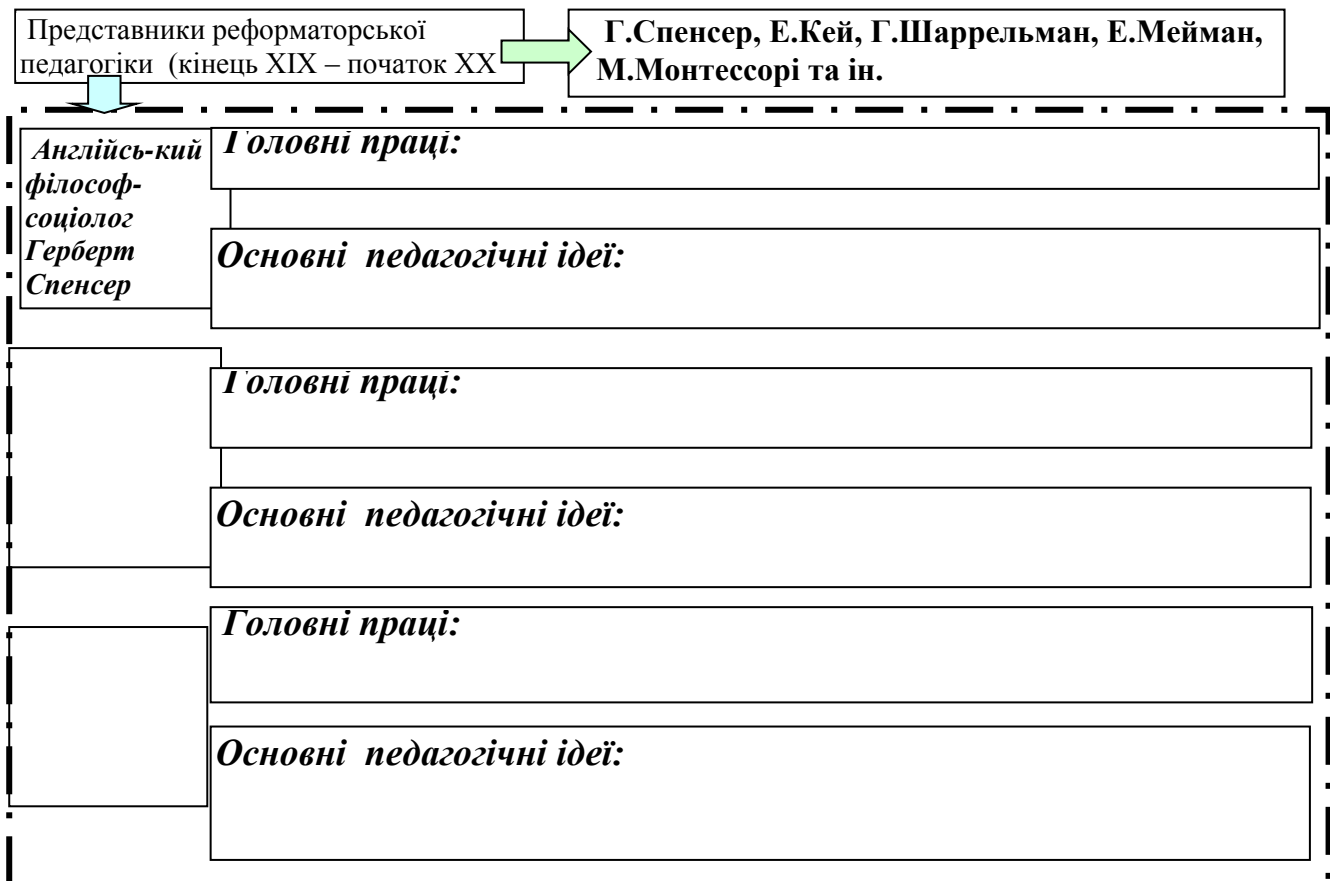 Представники реформаторської
педагогіки (кінець XIX – початок XX
Г.Спенсер, Е.Кей, Г.Шаррельман, Е.Мейман,
М.Монтессорі та ін.
Англійсь-кий
філософ-
соціолог
Герберт
Спенсер
Головні праці:
Основні педагогічні ідеї:
Головні праці:
Основні педагогічні ідеї:
Головні праці:
Основні педагогічні ідеї: